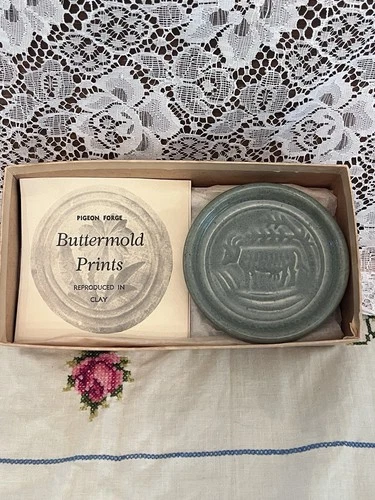 PIGEON FORGE
Buttermold
Prints
REPRODUCED IN
CLAY